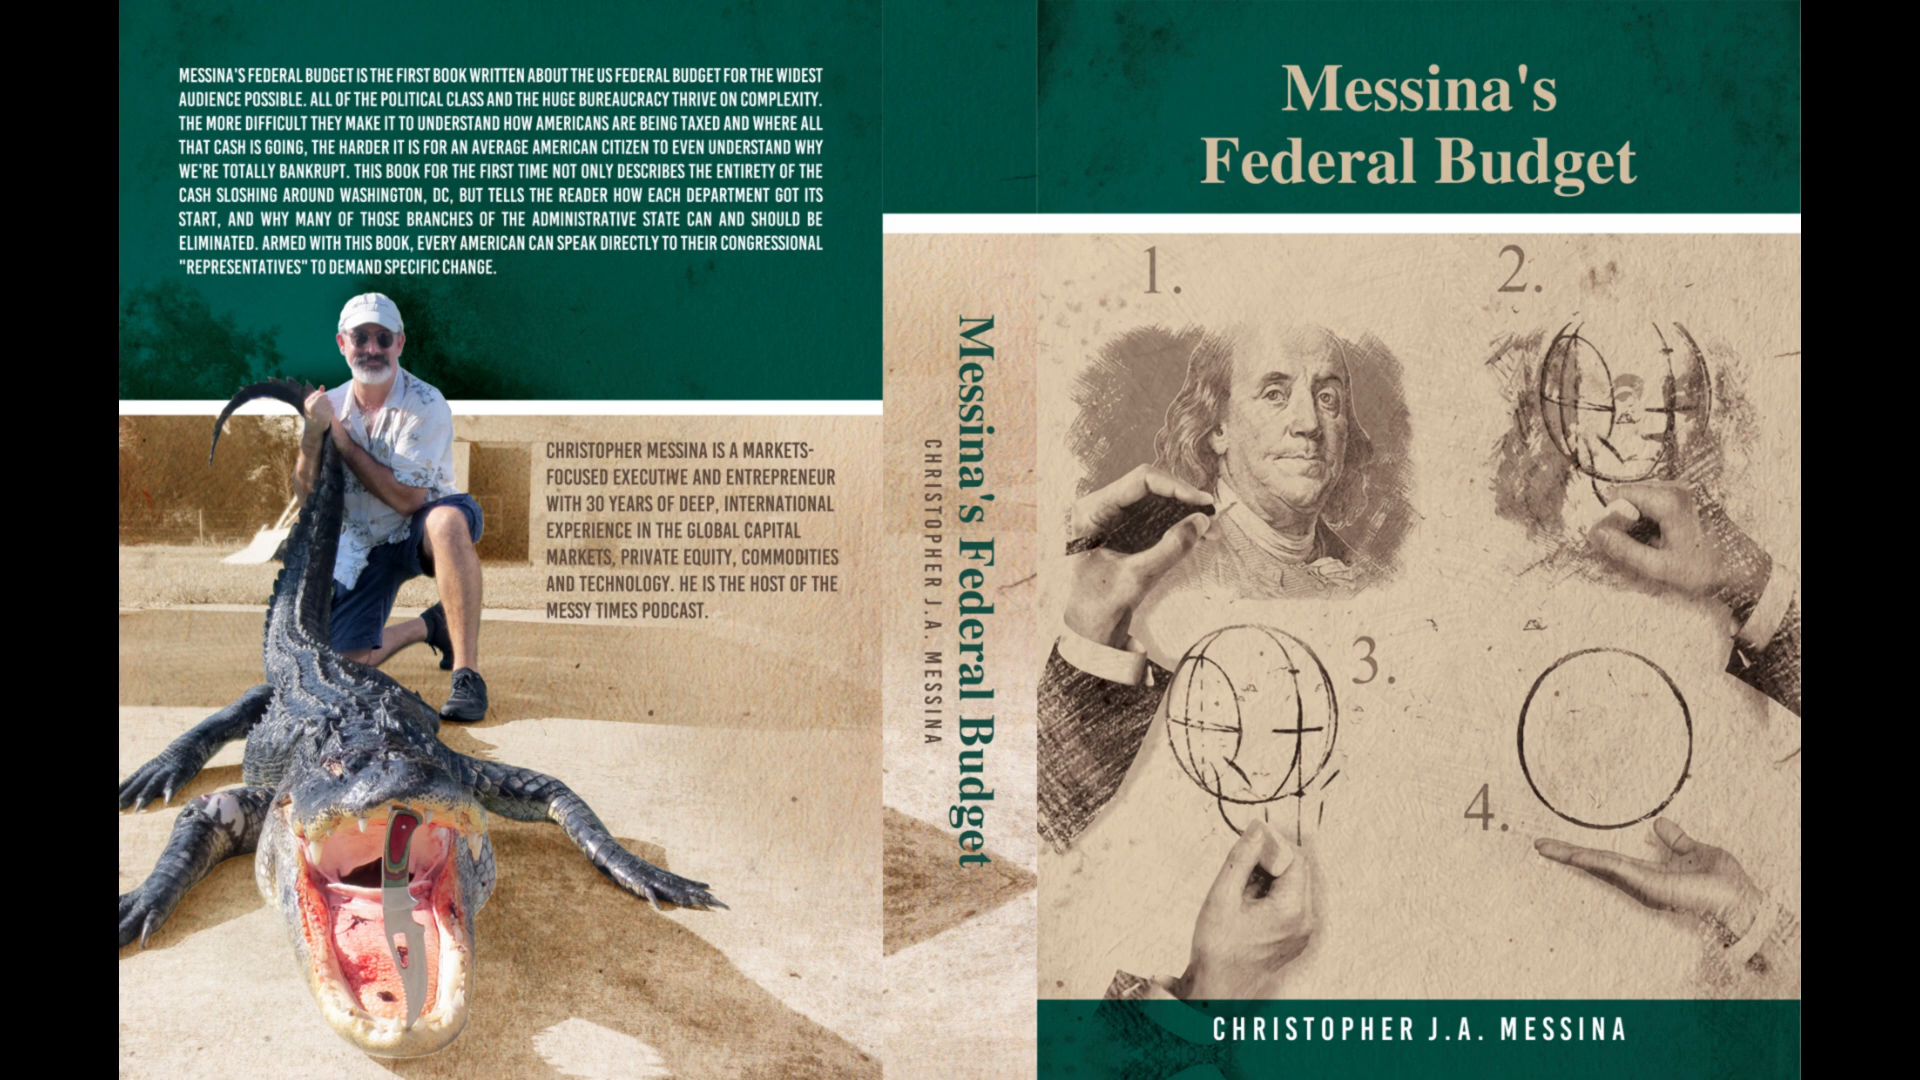 MESSINA'S FEDERAL BUDGET IS THE FIRST BOOK WRITTEN ABOUT THE US FEDERAL BUDGET FOR THE WIDEST
AUDIENCE POSSIBLE. ALL OF THE POLITICAL CLASS AND THE HUGE BUREAUCRACY THRIVE ON COMPLEXITY.
THE MORE DIFFICULT THEY MAKE IT TO UNDERSTAND HOW AMERICANS ARE BEING TAXED AND WHERE ALL
THAT CASH IS GOING, THE HARDER IT IS FOR AN AVERAGE AMERICAN CITIZEN TO EVEN UNDERSTAND WHY
WE'RE TOTALLY BANKRUPT. THIS BOOK FOR THE FIRST TIME NOT ONLY DESCRIBES THE ENTIRETY OF THE
CASH SLOSHING AROUND WASHINGTON, DC, BUT TELLS THE READER HOW EACH DEPARTMENT GOT ITS
START, AND WHY MANY OF THOSE BRANCHES OF THE ADMINISTRATIVE STATE CAN AND SHOULD BE
ELIMINATED. ARMED WITH THIS BOOK, EVERY AMERICAN CAN SPEAK DIRECTLY TO THEIR CONGRESSIONAL
"REPRESENTATIVES" TO DEMAND SPECIFIC CHANGE.
CHRISTOPHER MESSINA IS A MARKETS-
FOCUSED EXECUTIVE AND ENTREPRENEUR
WITH 30 YEARS OF DEEP, INTERNATIONAL
EXPERIENCE IN THE GLOBAL CAPITAL
MARKETS, PRIVATE EQUITY, COMMODITIES
AND TECHNOLOGY. HE IS THE HOST OF THE
MESSY TIMES PODCAST.
Messina's Federal Budget
CHRISTOPHER J.A. MESSINA
Messina's
Federal Budget
1.
2.
3.
4.
CHRISTOPHER J.A. MESSINA